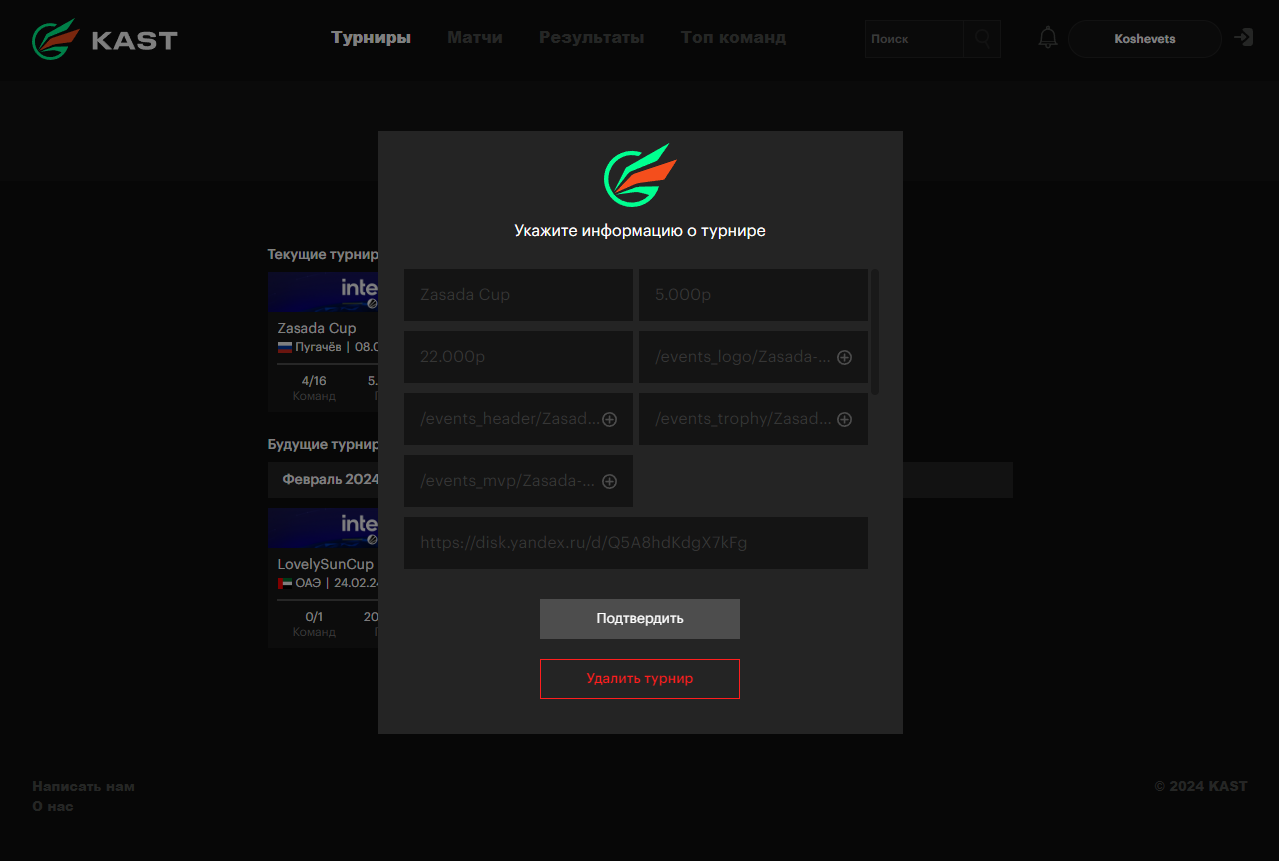 KAST
Турниры Матчи Результаты Топ команд
Поиск
Koshevets
Укажите информацию о турнире
Zasada Cup 5.000р
22.000р /events_logo/Zasada-...
/events_header/Zasad... /events_trophy/Zasad...
/events_mvp/Zasada-...
https://disk.yandex.ru/d/Q5A8hdKdgX7kFg
Подтвердить
Удалить турнир
Текущие турнир
inte
Zasada Cup
Пугачёв | 08.0
4/16 5.
Команд
Будущие турнир
Февраль 2024
inte
LovelySunCup
ОАЭ | 24.02.24
0/1 20
Команд
Написать нам
О нас
© 2024 KAST